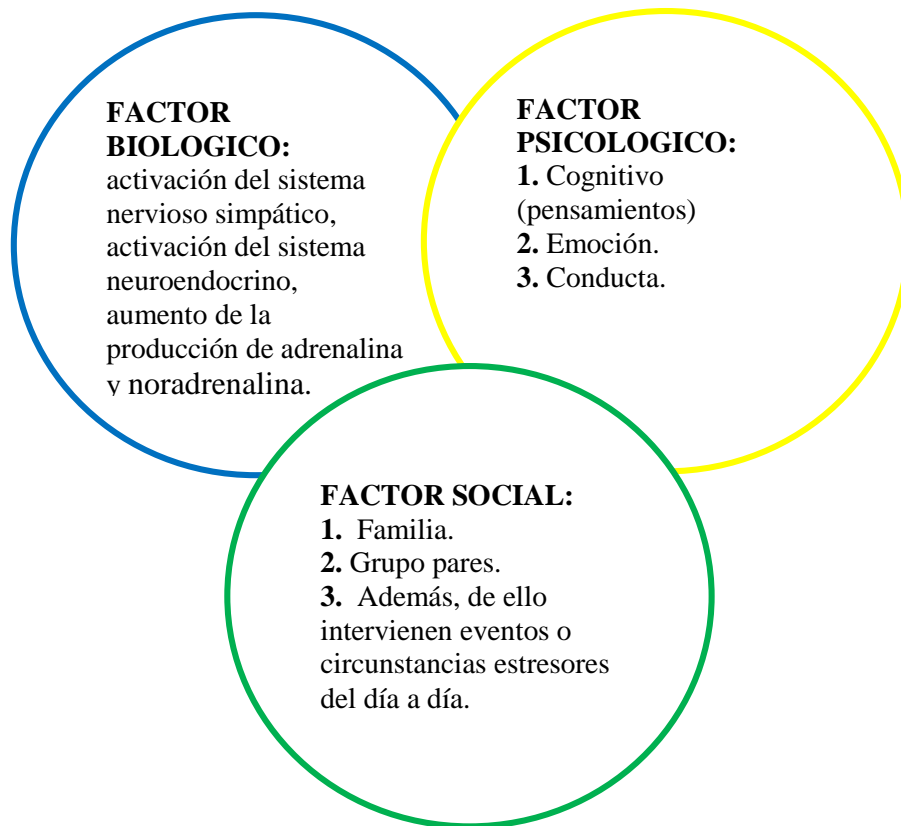 FACTOR
BIOLOGICO:
activación del sistema
nervioso simpático,
activación del sistema
neuroendocrino,
aumento de la
producción de adrenalina
y noradrenalina.
FACTOR
PSICOLOGICO:
1. Cognitivo
(pensamientos)
2. Emoción.
3. Conducta.
FACTOR SOCIAL:
1. Familia.
2. Grupo pares.
3. Además, de ello
intervienen eventos o
circunstancias estresores
del día a día.